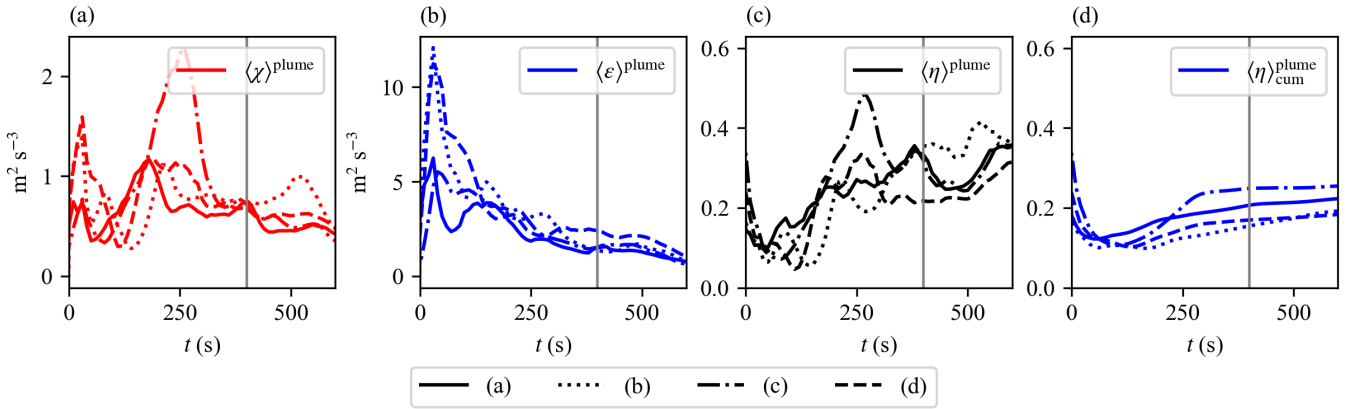 (a) (b) (c) (d)
⟨χ⟩^plume ⟨ε⟩^plume ⟨η⟩^plume ⟨η⟩_cum^plume
m² s⁻³
0 1 2
0 250 500
t (s)
m² s⁻³
0 5 10
0 250 500
t (s)
0.0 0.2 0.4 0.6
0 250 500
t (s)
0.0 0.2 0.4 0.6
0 250 500
t (s)
(a) (b) (c) (d)